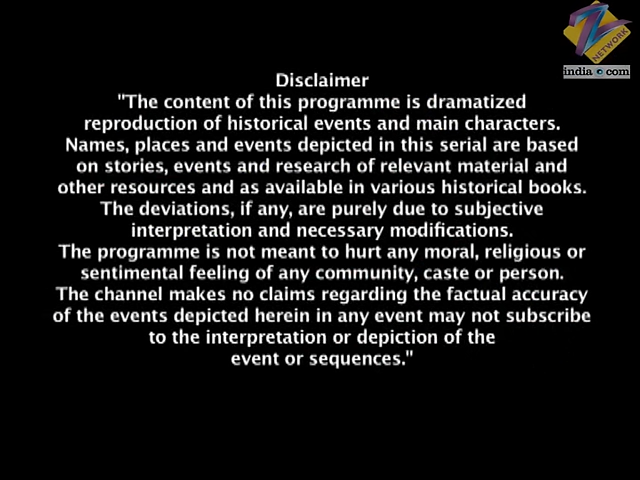 Z
NETWORK
india.com
Disclaimer
"The content of this programme is dramatized
reproduction of historical events and main characters.
Names, places and events depicted in this serial are based
on stories, events and research of relevant material and
other resources and as available in various historical books.
The deviations, if any, are purely due to subjective
interpretation and necessary modifications.
The programme is not meant to hurt any moral, religious or
sentimental feeling of any community, caste or person.
The channel makes no claims regarding the factual accuracy
of the events depicted herein in any event may not subscribe
to the interpretation or depiction of the
event or sequences."